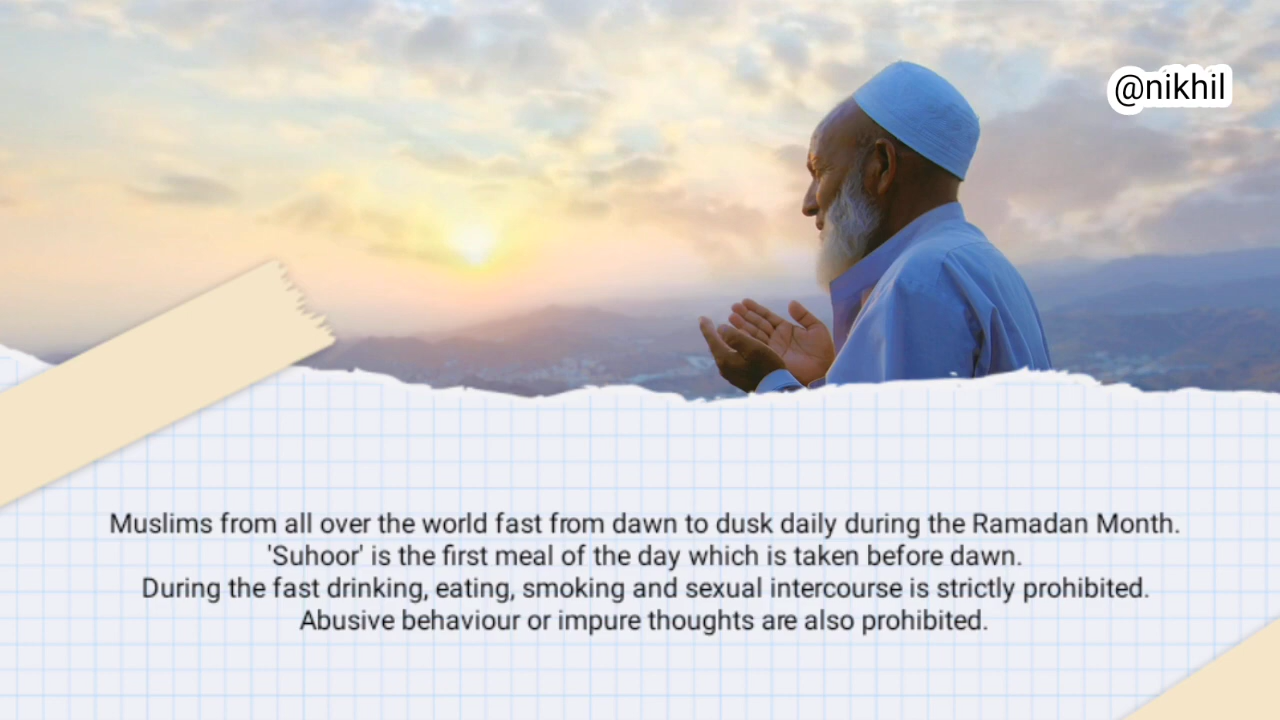 @nikhil
Muslims from all over the world fast from dawn to dusk daily during the Ramadan Month.
'Suhoor' is the first meal of the day which is taken before dawn.
During the fast drinking, eating, smoking and sexual intercourse is strictly prohibited.
Abusive behaviour or impure thoughts are also prohibited.